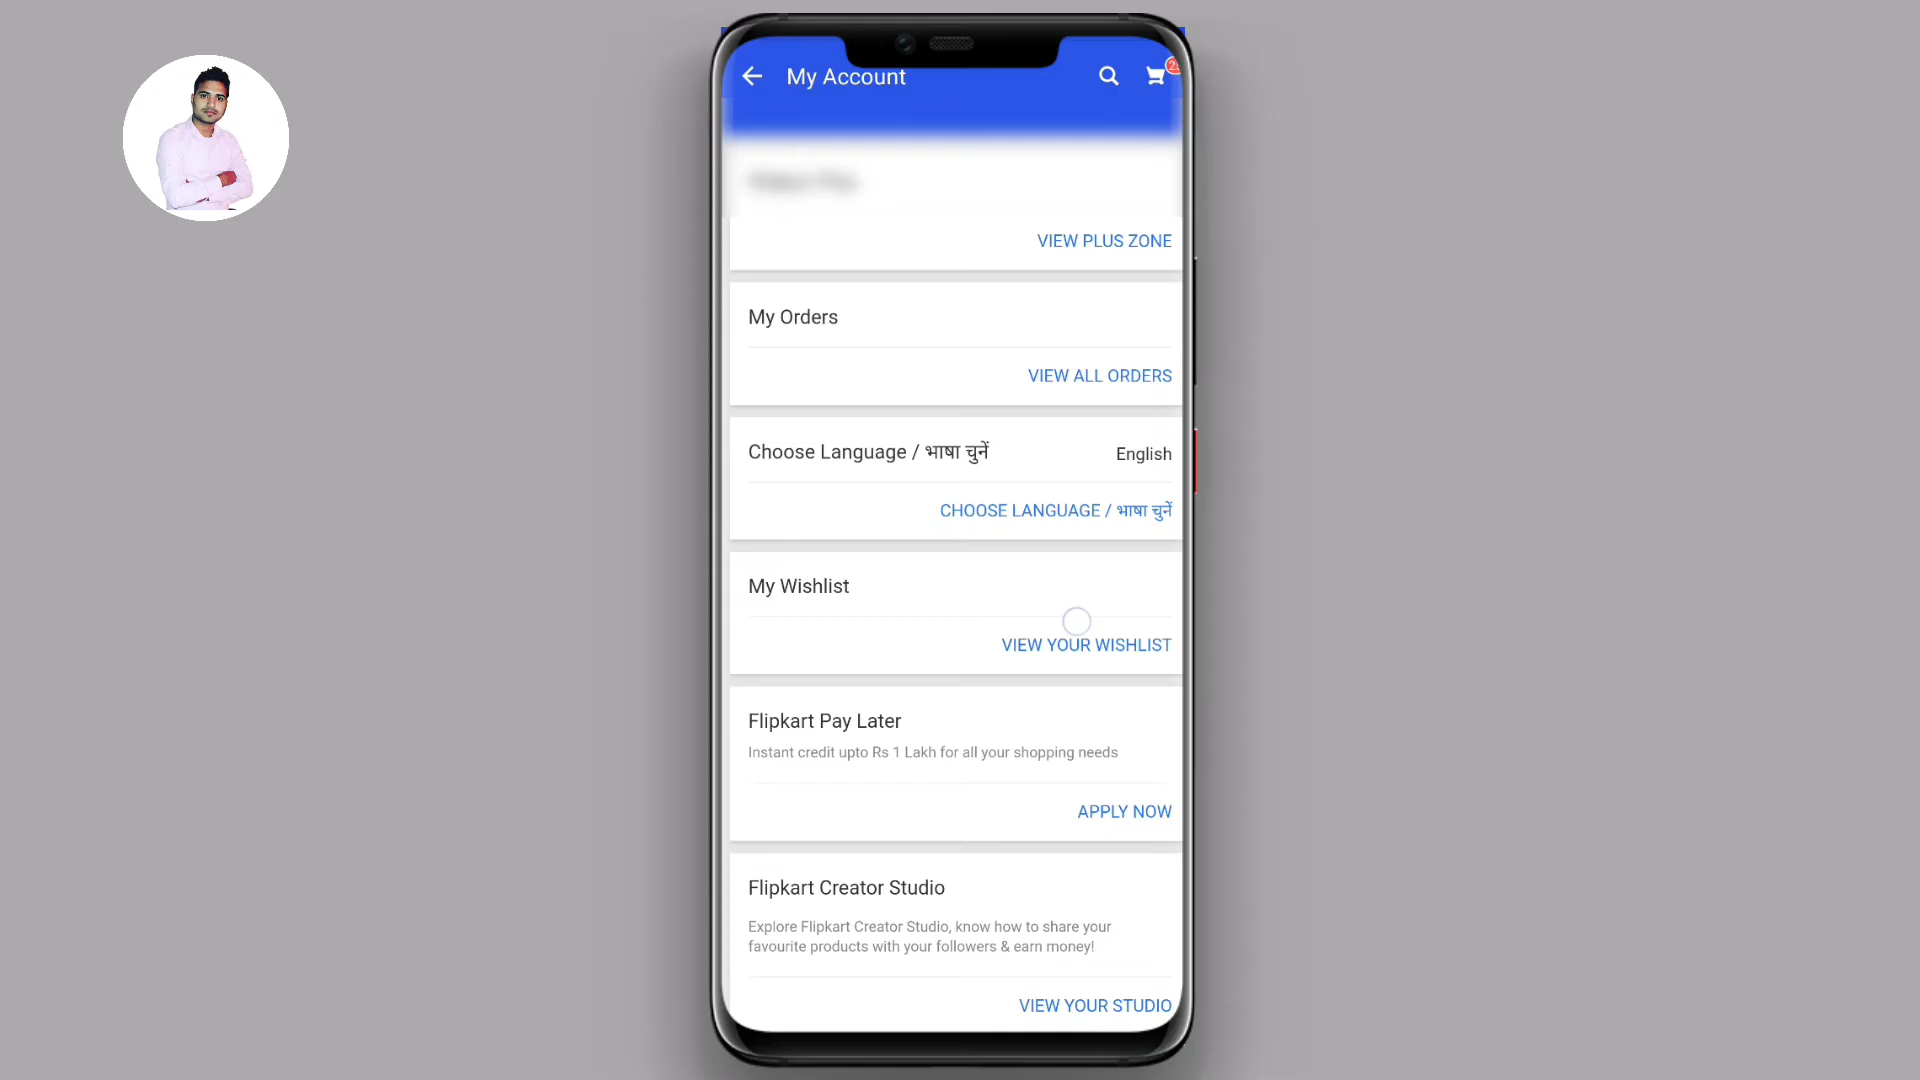 My Account
VIEW PLUS ZONE
My Orders
VIEW ALL ORDERS
Choose Language / भाषा चुनें
English
CHOOSE LANGUAGE / भाषा चुनें
My Wishlist
VIEW YOUR WISHLIST
Flipkart Pay Later
Instant credit upto Rs 1 Lakh for all your shopping needs
APPLY NOW
Flipkart Creator Studio
Explore Flipkart Creator Studio, know how to share your
favourite products with your followers & earn money!
VIEW YOUR STUDIO